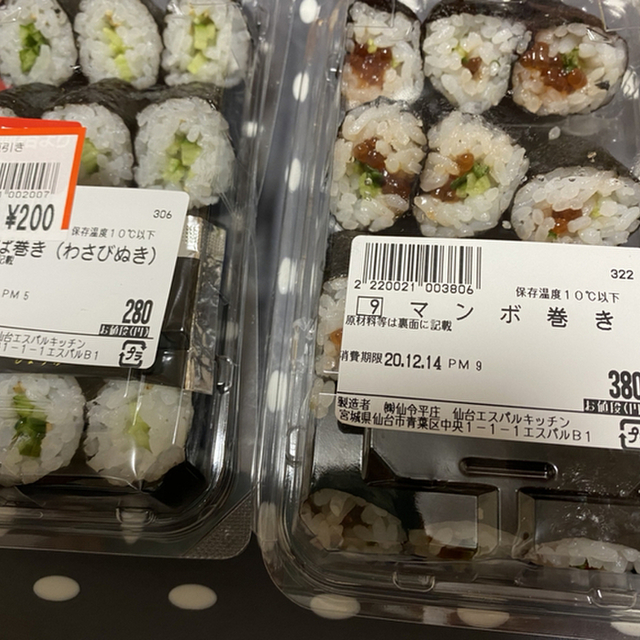 引き
002007
¥200
306
保存温度10℃以下
ば巻き(わさびぬき)
記載
PM 5
280
お値段(円)
仙台エスパルキッチン
1-1-1エスパルB1
プラ
322
2 220021 003806
保存温度10℃以下
9 マンボ巻き
原材料等は裏面に記載
消費期限 20.12.14 PM 9
380
お値段(
製造者 ㈱仙令平庄 仙台エスパルキッチン
宮城県仙台市青葉区中央1-1-1エスパルB1